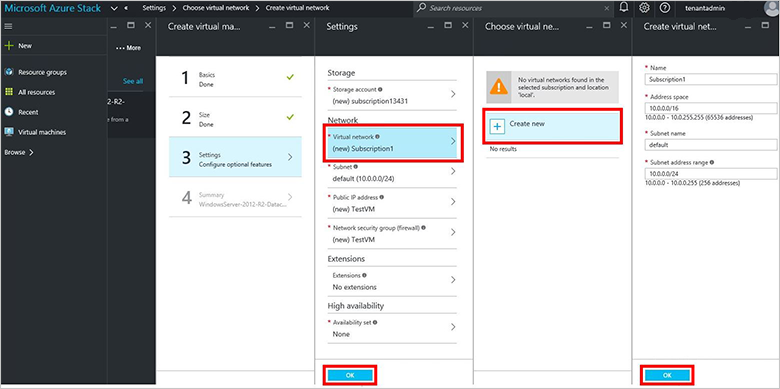 Microsoft Azure Stack
Settings > Choose virtual network > Create virtual network
Search resources
tenantadmin
New
Resource groups
All resources
Recent
Virtual machines
Browse >
••• More
See all
-R2-
e from a
Create virtual ma...
1
Basics
Done
2
Size
Done
3
Settings
Configure optional features
4
Summary
WindowsServer-2012-R2-Datac...
Settings
Storage
* Storage account
(new) subscription13431
Network
* Virtual network
(new) Subscription1
* Subnet
default (10.0.0.0/24)
* Public IP address
(new) TestVM
* Network security group (firewall)
(new) TestVM
Extensions
Extensions
No extensions
High availability
* Availability set
None
OK
Choose virtual ne...
No virtual networks found in the
selected subscription and location
'local'.
Create new
No results
Create virtual net...
* Name
Subscription1
* Address space
10.0.0.0/16
10.0.0.0 - 10.0.255.255 (65536 addresses)
* Subnet name
default
* Subnet address range
10.0.0.0/24
10.0.0.0 - 10.0.0.255 (256 addresses)
OK